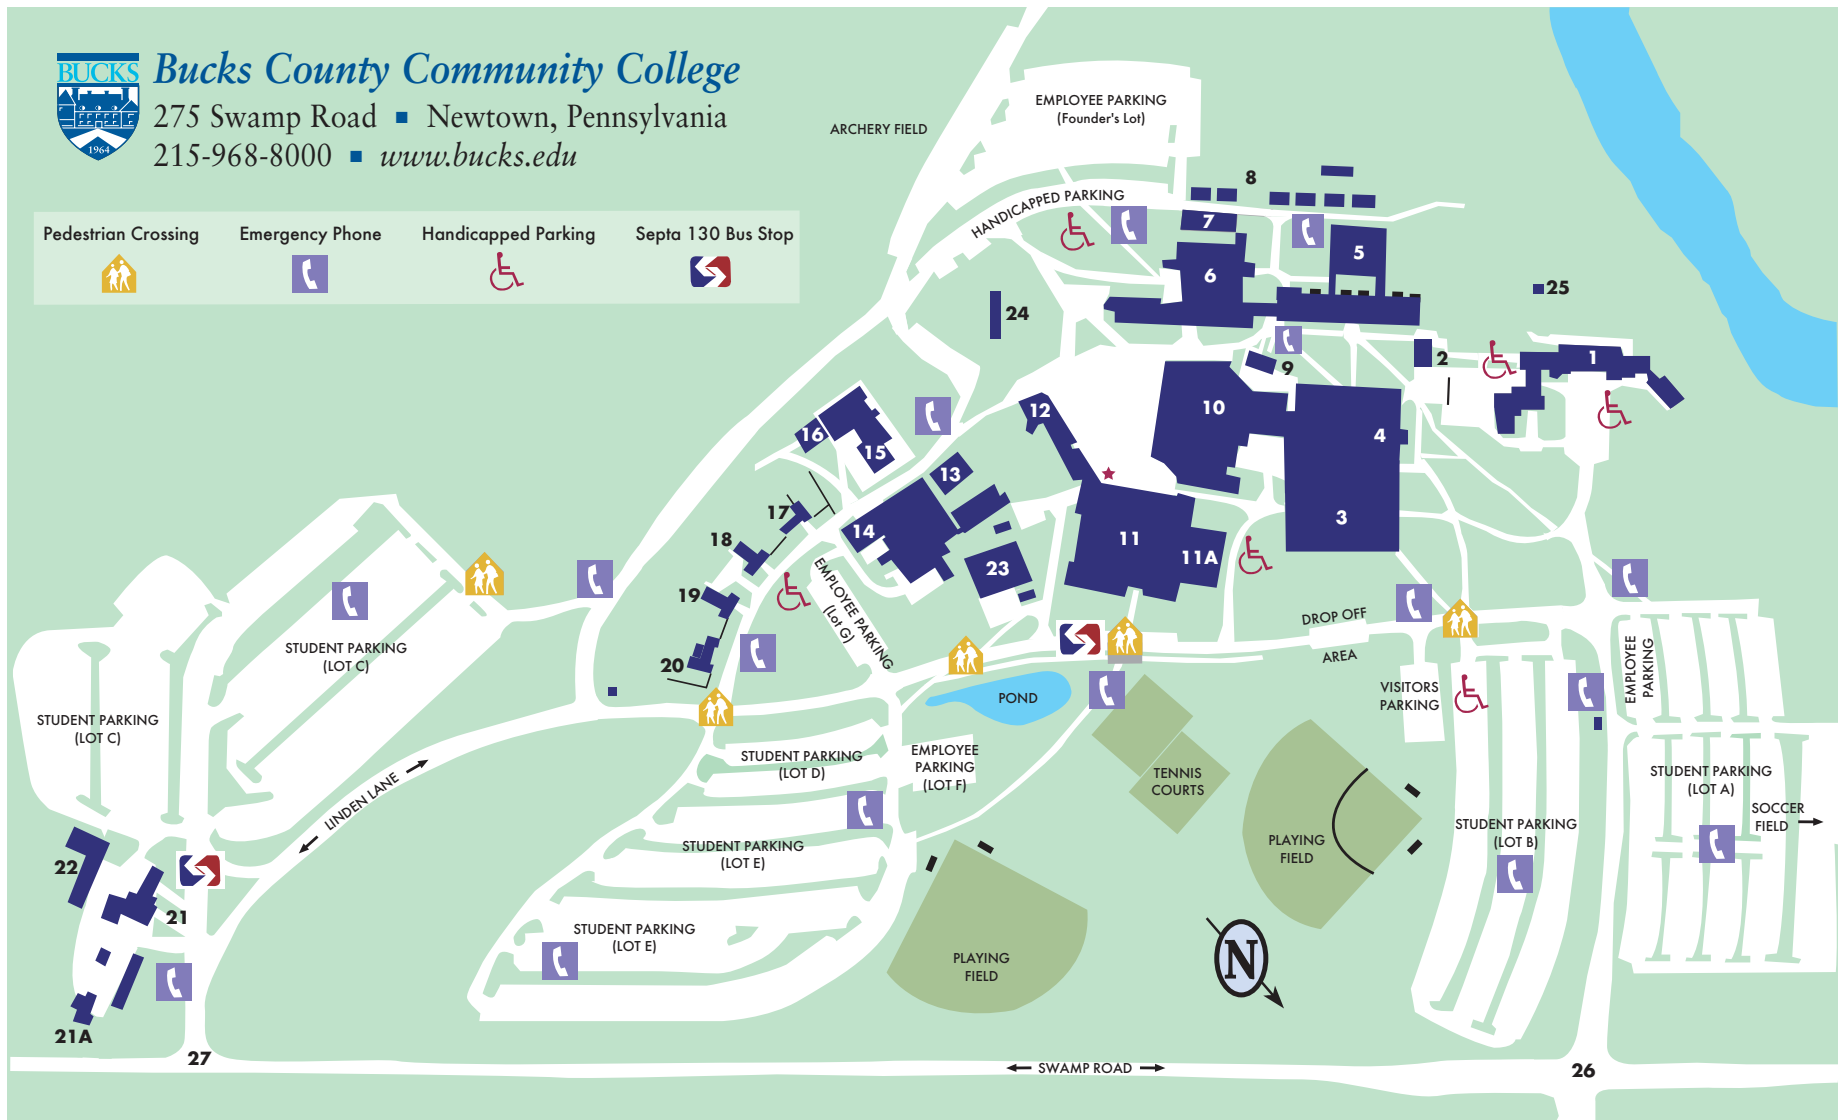 BUCKS
1964
Bucks County Community College
275 Swamp Road ■ Newtown, Pennsylvania
215-968-8000 ■ www.bucks.edu
Pedestrian Crossing
Emergency Phone
Handicapped Parking
Septa 130 Bus Stop
ARCHERY FIELD
EMPLOYEE PARKING
(Founder's Lot)
HANDICAPPED PARKING
8
7
6
5
25
24
9
2
1
12
10
4
3
16
15
13
14
17
18
19
20
23
11
11A
EMPLOYEE PARKING
(Lot G)
STUDENT PARKING
(LOT C)
STUDENT PARKING
(LOT C)
DROP OFF
AREA
POND
VISITORS
PARKING
EMPLOYEE
PARKING
STUDENT PARKING
(LOT D)
EMPLOYEE
PARKING
(LOT F)
TENNIS
COURTS
STUDENT PARKING
(LOT A)
SOCCER
FIELD
LINDEN LANE
STUDENT PARKING
(LOT E)
PLAYING
FIELD
STUDENT PARKING
(LOT B)
22
21
STUDENT PARKING
(LOT E)
PLAYING
FIELD
N
21A
27
SWAMP ROAD
26